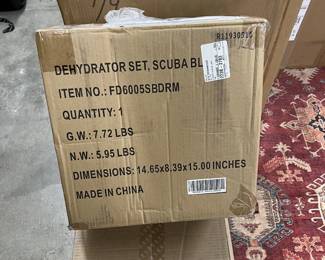 DEHYDRATOR SET, SCUBA BL
ITEM NO.: FD6005SBDRM
QUANTITY: 1
G.W.: 7.72 LBS
N.W.: 5.95 LBS
DIMENSIONS: 14.65x8.39x15.00 INCHES
MADE IN CHINA